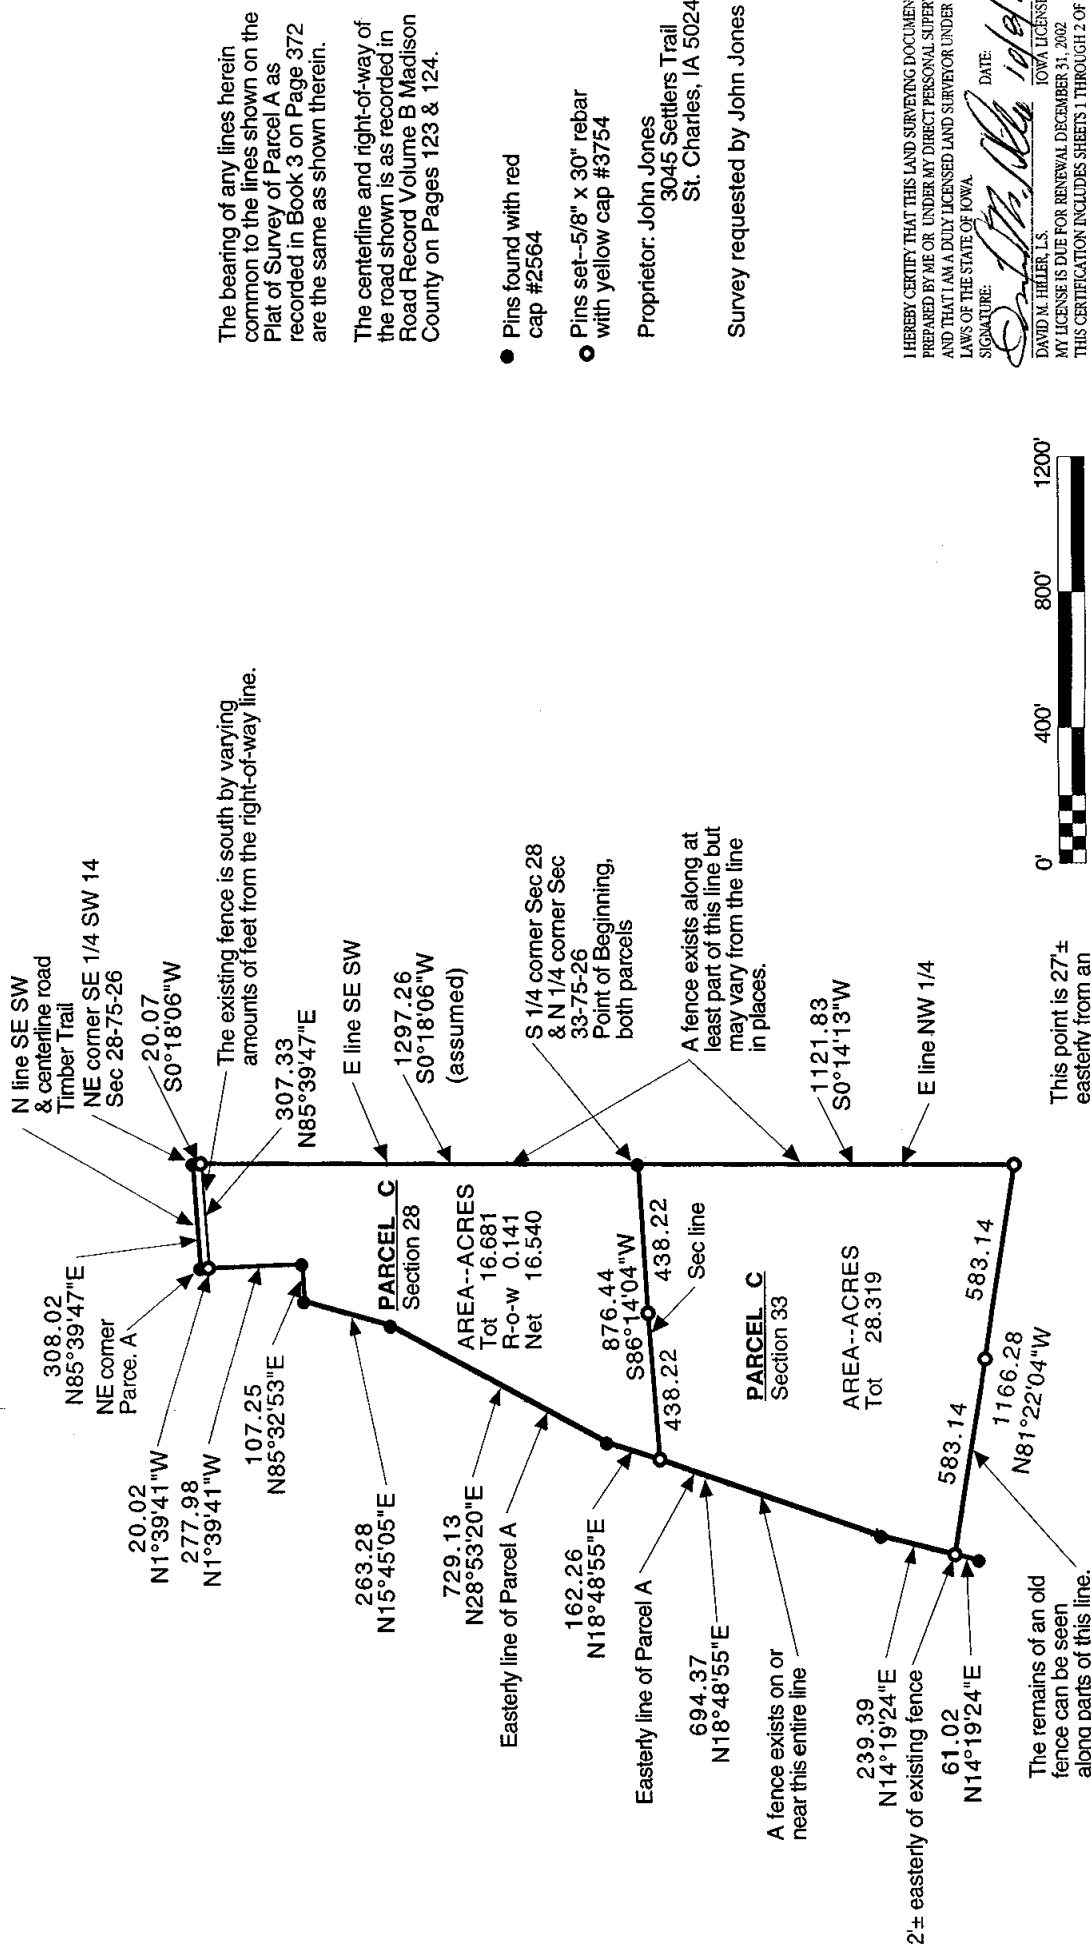 N line SE SW
& centerline road
Timber Trail
NE corner SE 1/4 SW 14
Sec 28-75-26
20.07
S0°18'06"W
The existing fence is south by varying
amounts of feet from the right-of-way line.
307.33
N85°39'47"E
308.02
N85°39'47"E
NE corner
Parce. A
20.02
N1°39'41"W
277.98
N1°39'41"W
107.25
N85°32'53"E
263.28
N15°45'05"E
729.13
N28°53'20"E
Easterly line of Parcel A
162.26
N18°48'55"E
Easterly line of Parcel A
694.37
N18°48'55"E
A fence exists on or
near this entire line
239.39
N14°19'24"E
2'± easterly of existing fence
61.02
N14°19'24"E
The remains of an old
fence can be seen
along parts of this line.
PARCEL C
Section 28
AREA--ACRES
Tot 16.681
R-o-w 0.141
Net 16.540
E line SE SW
1297.26
S0°18'06"W
(assumed)
S 1/4 corner Sec 28
& N 1/4 corner Sec
33-75-26
Point of Beginning,
both parcels
A fence exists along at
least part of this line but
may vary from the line
in places.
876.44
S86°14'04"W
438.22
438.22
Sec line
PARCEL C
Section 33
AREA--ACRES
Tot 28.319
1121.83
S0°14'13"W
E line NW 1/4
583.14
583.14
1166.28
N81°22'04"W
This point is 27'±
easterly from an
0' 400' 800' 1200'
The bearing of any lines herein
common to the lines shown on the
Plat of Survey of Parcel A as
recorded in Book 3 on Page 372
are the same as shown therein.
The centerline and right-of-way of
the road shown is as recorded in
Road Record Volume B Madison
County on Pages 123 & 124.
Pins found with red
cap #2564
Pins set--5/8" x 30" rebar
with yellow cap #3754
Proprietor: John Jones
3045 Settlers Trail
St. Charles, IA 5024
Survey requested by John Jones
I HEREBY CERTIFY THAT THIS LAND SURVEYING DOCUMEN
PREPARED BY ME OR UNDER MY DIRECT PERSONAL SUPER
AND THAT I AM A DULY LICENSED LAND SURVEYOR UNDER
LAWS OF THE STATE OF IOWA.
SIGNATURE: DATE:
DAVID M. HELLER, L.S. IOWA LICENSE
MY LICENSE IS DUE FOR RENEWAL DECEMBER 31, 2002
THIS CERTIFICATION INCLUDES SHEETS 1 THROUGH 2 OF